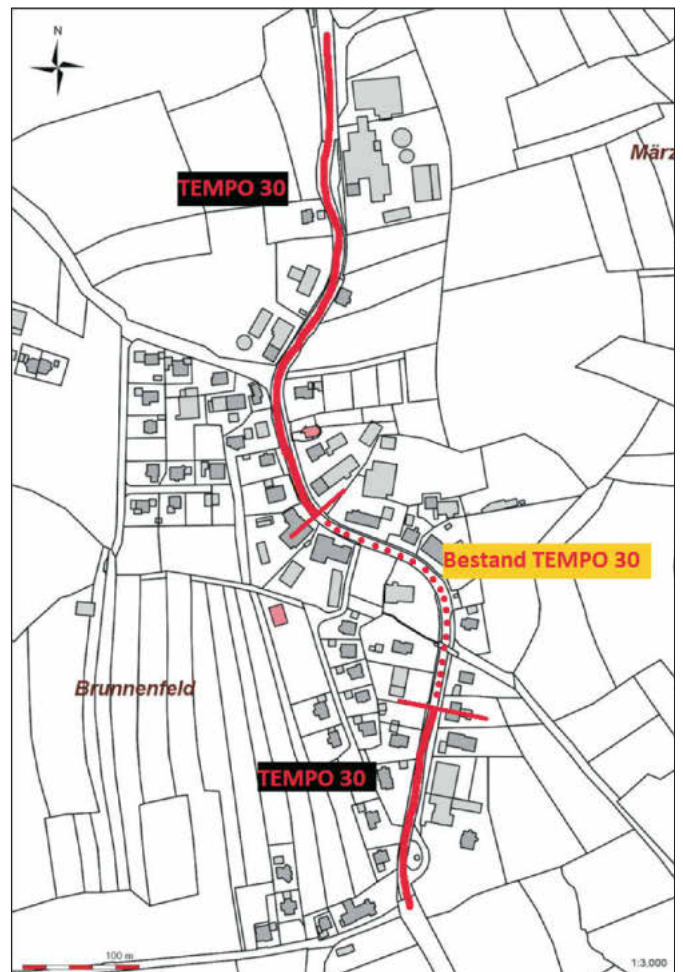 N
TEMPO 30
März
Bestand TEMPO 30
Brunnenfeld
TEMPO 30
100 m
1:3.000